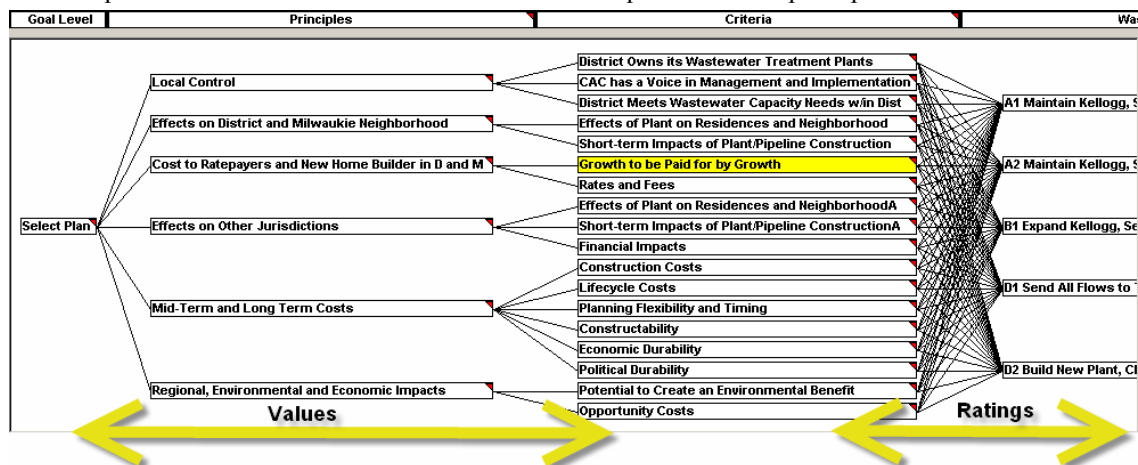 Goal Level
Principles
Criteria
Local Control
Effects on District and Milwaukie Neighborhood
Cost to Ratepayers and New Home Builder in D and M
Select Plan
Effects on Other Jurisdictions
Mid-Term and Long Term Costs
Regional, Environmental and Economic Impacts
District Owns its Wastewater Treatment Plants
CAC has a Voice in Management and Implementation
District Meets Wastewater Capacity Needs w/in Dist
Effects of Plant on Residences and Neighborhood
Short-term Impacts of Plant/Pipeline Construction
Growth to be Paid for by Growth
Rates and Fees
Effects of Plant on Residences and NeighborhoodA
Short-term Impacts of Plant/Pipeline ConstructionA
Financial Impacts
Construction Costs
Lifecycle Costs
Planning Flexibility and Timing
Constructability
Economic Durability
Political Durability
Potential to Create an Environmental Benefit
Opportunity Costs
A1 Maintain Kellogg,
A2 Maintain Kellogg,
B1 Expand Kellogg, Se
D1 Send All Flows to
D2 Build New Plant,
Values
Ratings